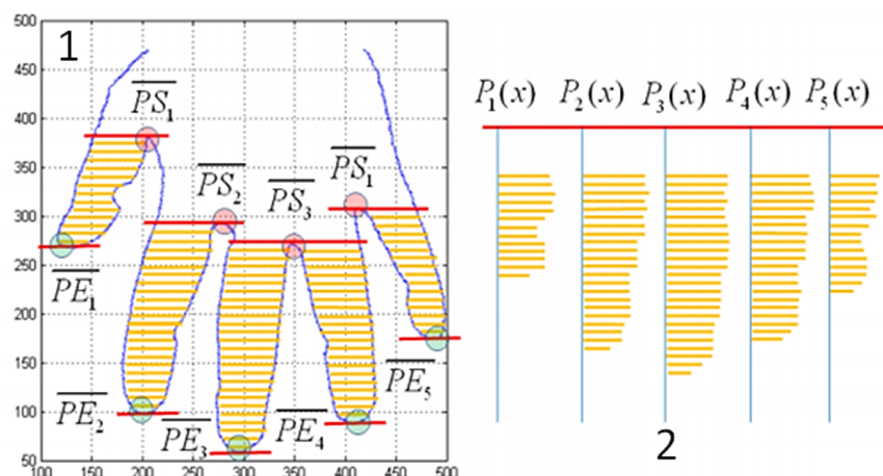 1
500
450
400
350
300
250
200
150
100
50
100 150 200 250 300 350 400 450 500
PS₁
PS₂
PS₃
PS₁
PE₁
PE₂
PE₃
PE₄
PE₅
P₁(x) P₂(x) P₃(x) P₄(x) P₅(x)
2